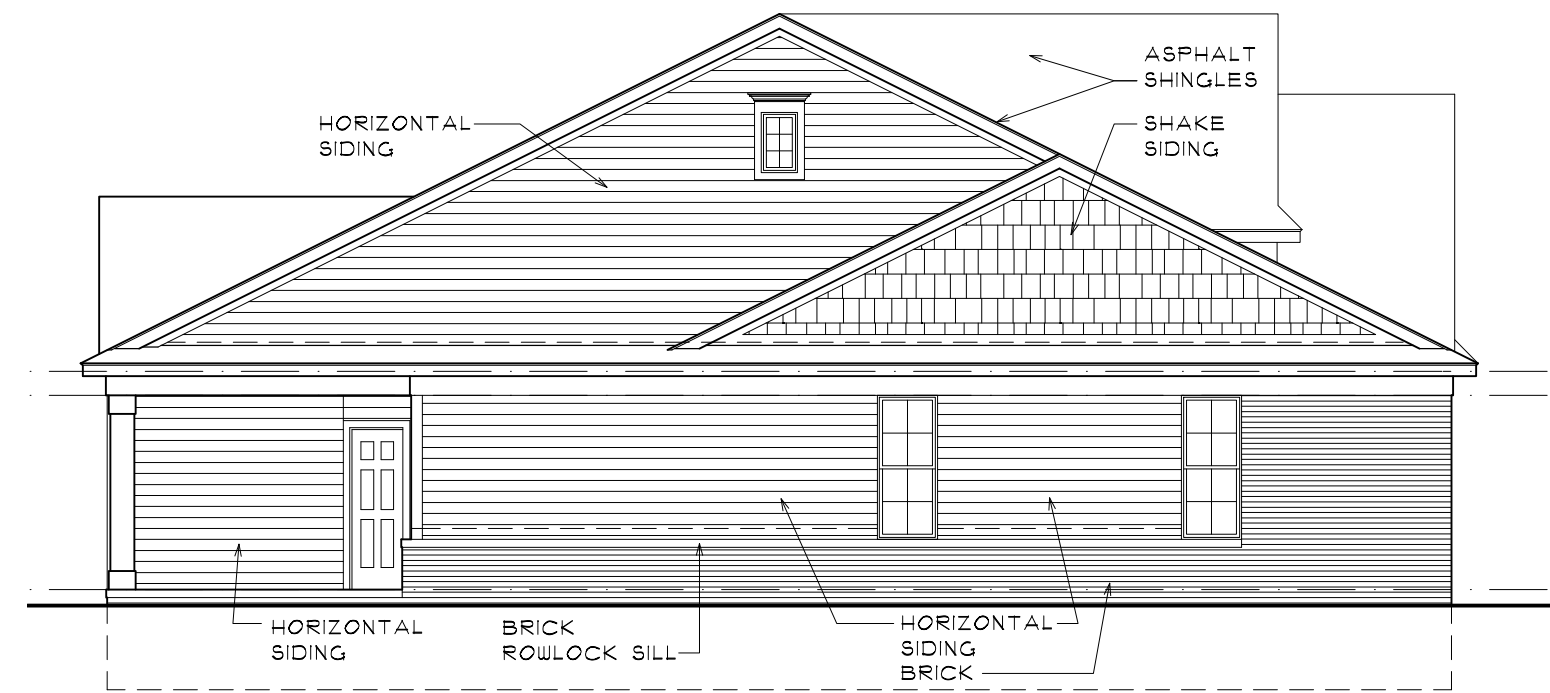 ASPHALT
SHINGLES
HORIZONTAL
SIDING
SHAKE
SIDING
HORIZONTAL
SIDING
BRICK
ROWLOCK SILL
HORIZONTAL
SIDING
BRICK